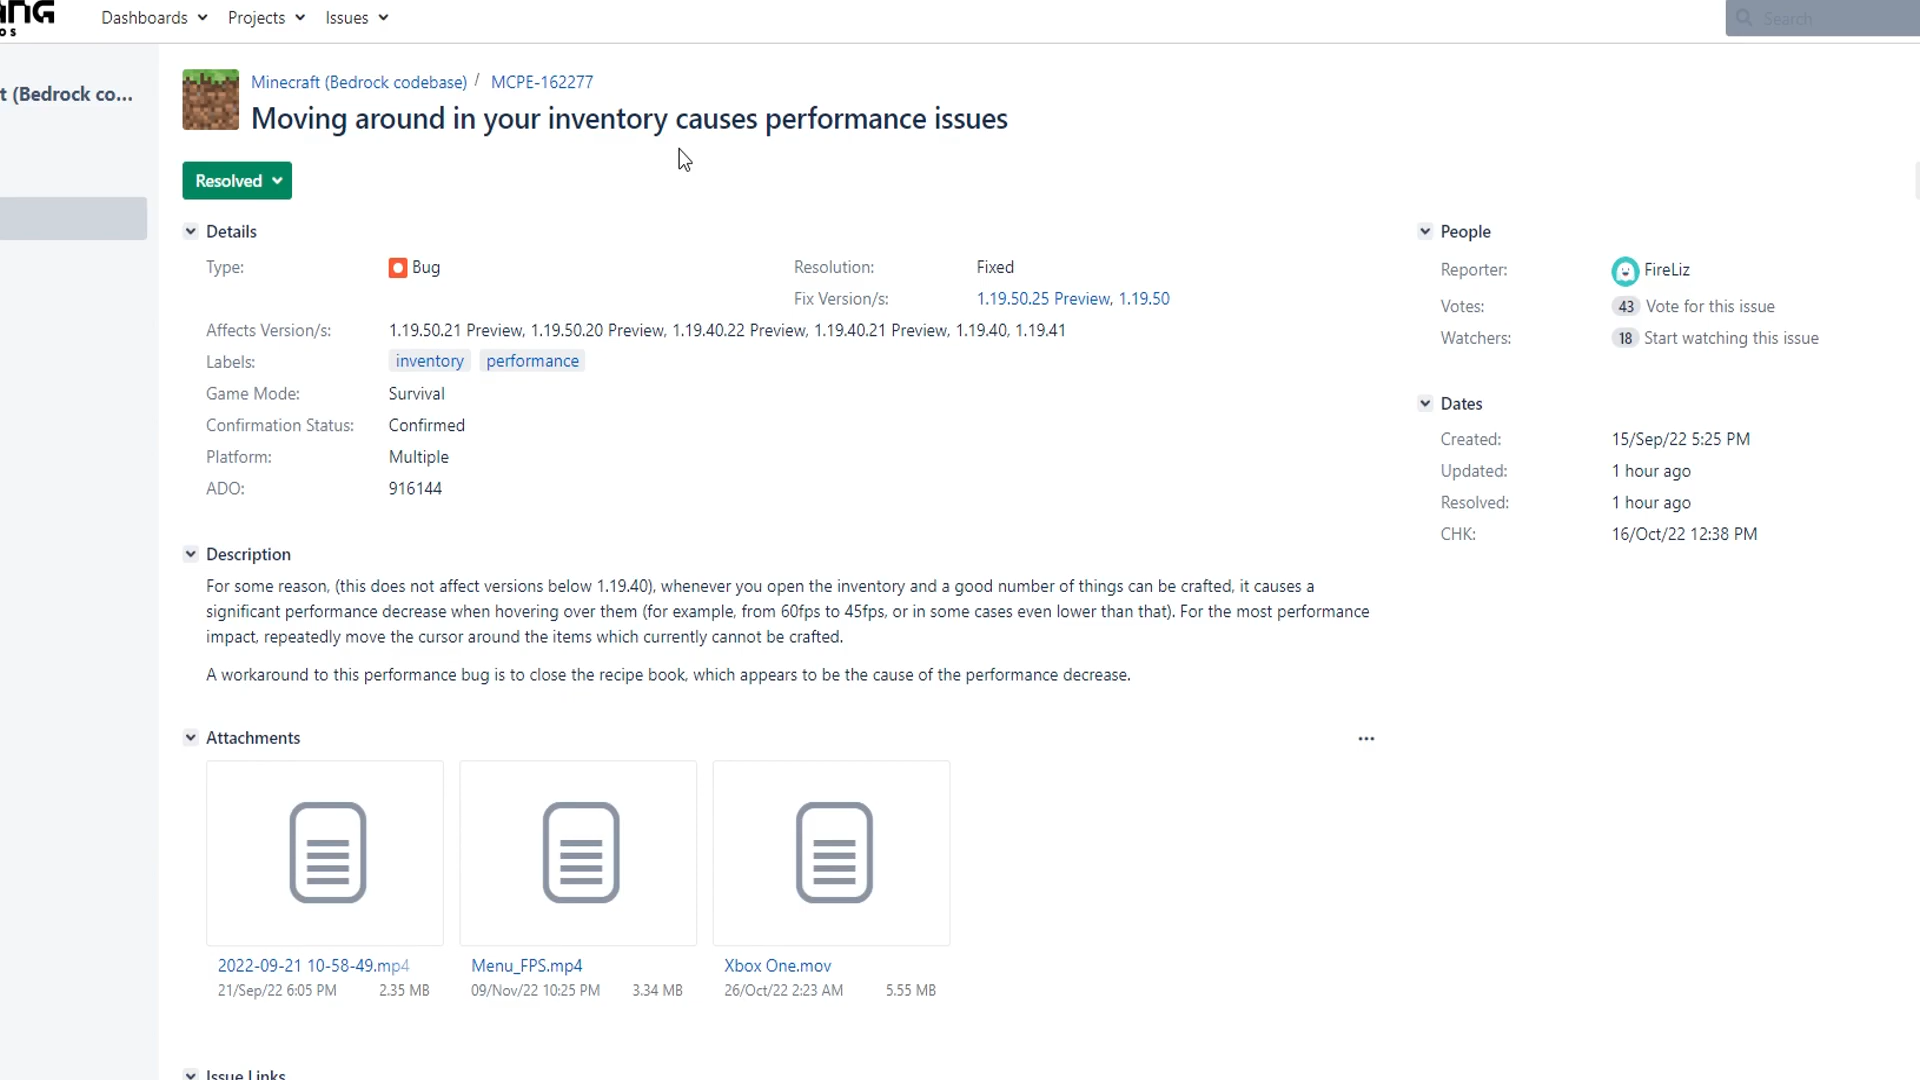 ANG
OS
Dashboards Projects Issues
Search
t (Bedrock co...
Minecraft (Bedrock codebase) / MCPE-162277
Moving around in your inventory causes performance issues
Resolved
Details
Type: Bug
Resolution: Fixed
Fix Version/s: 1.19.50.25 Preview, 1.19.50
Affects Version/s: 1.19.50.21 Preview, 1.19.50.20 Preview, 1.19.40.22 Preview, 1.19.40.21 Preview, 1.19.40, 1.19.41
Labels: inventory performance
Game Mode: Survival
Confirmation Status: Confirmed
Platform: Multiple
ADO: 916144
Description
For some reason, (this does not affect versions below 1.19.40), whenever you open the inventory and a good number of things can be crafted, it causes a
significant performance decrease when hovering over them (for example, from 60fps to 45fps, or in some cases even lower than that). For the most performance
impact, repeatedly move the cursor around the items which currently cannot be crafted.
A workaround to this performance bug is to close the recipe book, which appears to be the cause of the performance decrease.
Attachments
2022-09-21 10-58-49.mp4
21/Sep/22 6:05 PM 2.35 MB
Menu_FPS.mp4
09/Nov/22 10:25 PM 3.34 MB
Xbox One.mov
26/Oct/22 2:23 AM 5.55 MB
Issue Links
People
Reporter: FireLiz
Votes: 43 Vote for this issue
Watchers: 18 Start watching this issue
Dates
Created: 15/Sep/22 5:25 PM
Updated: 1 hour ago
Resolved: 1 hour ago
CHK: 16/Oct/22 12:38 PM